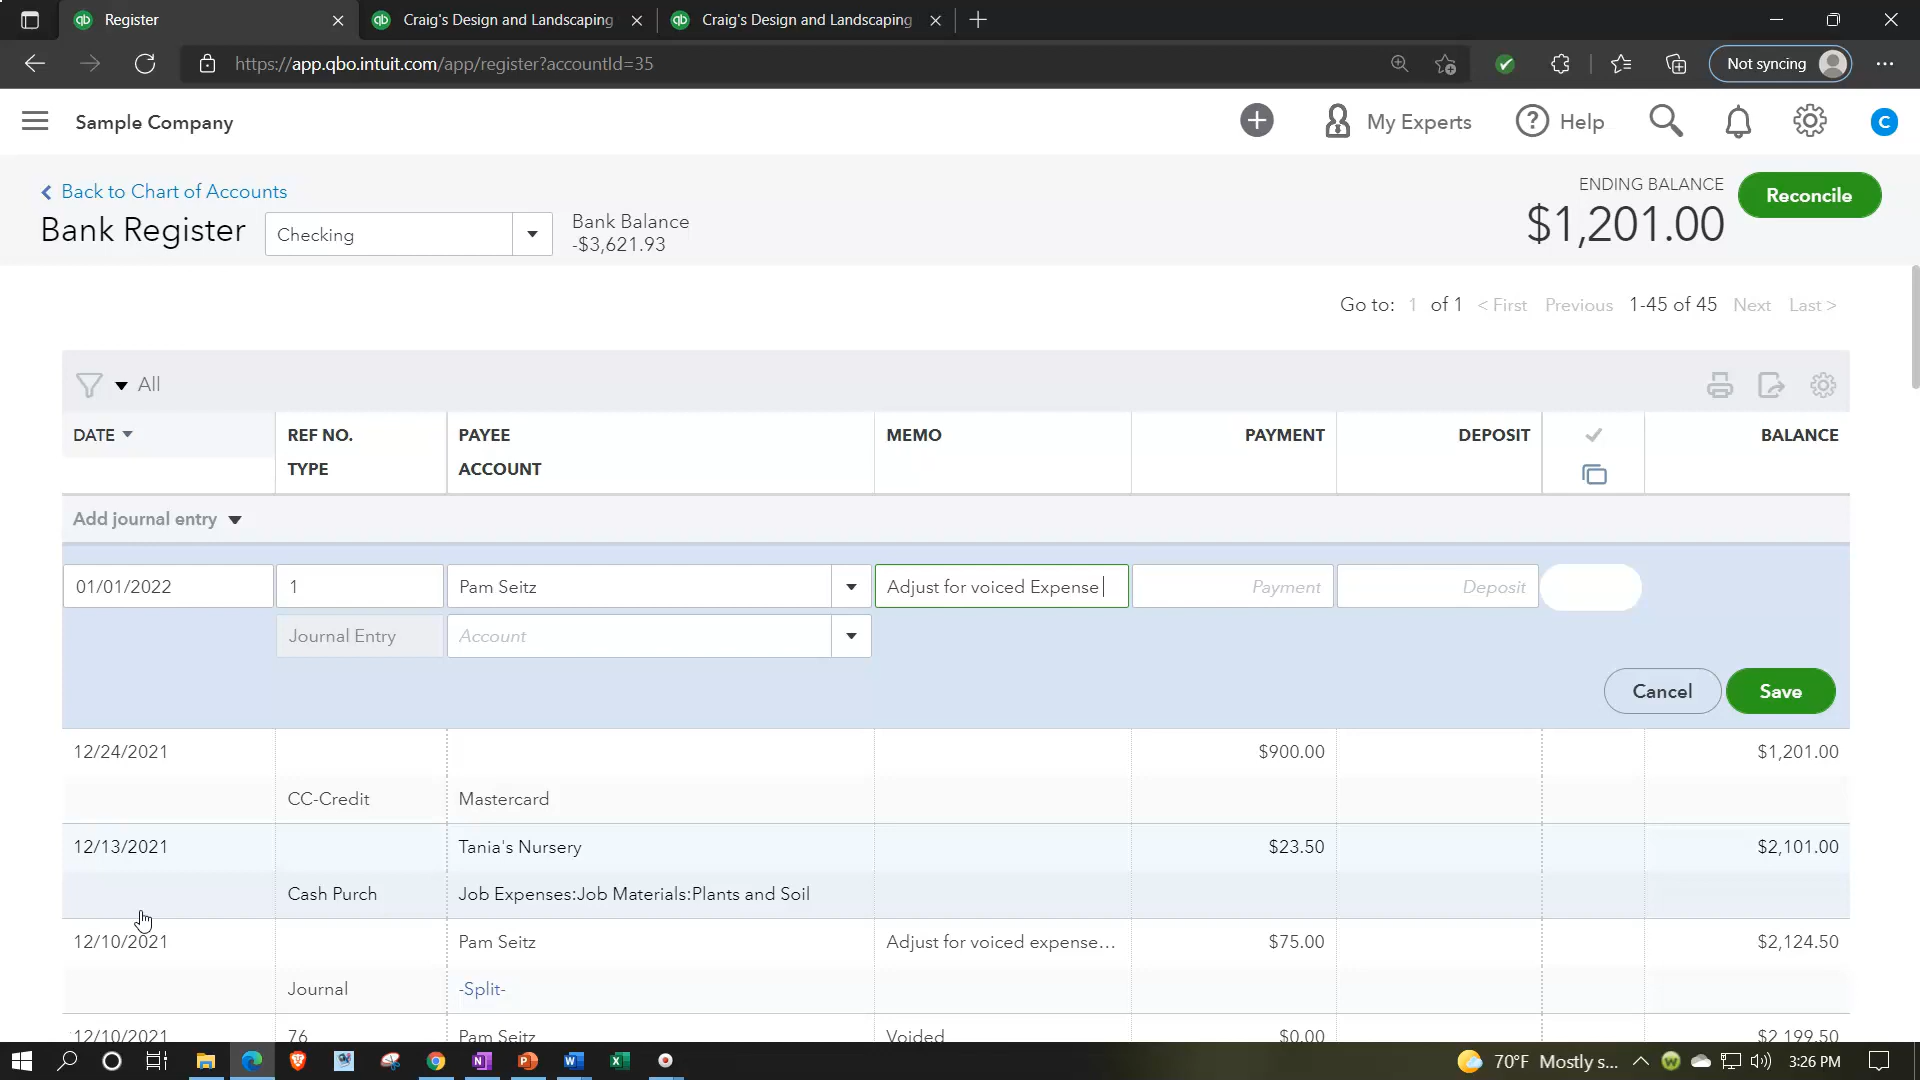 Register
Craig's Design and Landscaping
Craig's Design and Landscaping
https://app.qbo.intuit.com/app/register?accountId=35
Not syncing
Sample Company
My Experts
Help
C
Back to Chart of Accounts
Bank Register
Checking
Bank Balance
-$3,621.93
ENDING BALANCE
$1,201.00
Reconcile
Go to: 1 of 1 < First Previous 1-45 of 45 Next Last >
All
DATE REF NO. PAYEE MEMO PAYMENT DEPOSIT BALANCE
TYPE ACCOUNT
Add journal entry
01/01/2022 1 Pam Seitz Adjust for voiced Expense Payment Deposit
Journal Entry Account
Cancel Save
12/24/2021 $900.00 $1,201.00
CC-Credit Mastercard
12/13/2021 Tania's Nursery $23.50 $2,101.00
Cash Purch Job Expenses:Job Materials:Plants and Soil
12/10/2021 Pam Seitz Adjust for voiced expense... $75.00 $2,124.50
Journal -Split-
12/10/2021 76 Pam Seitz Voided $0.00 $2,199.50
70°F Mostly s... 3:26 PM